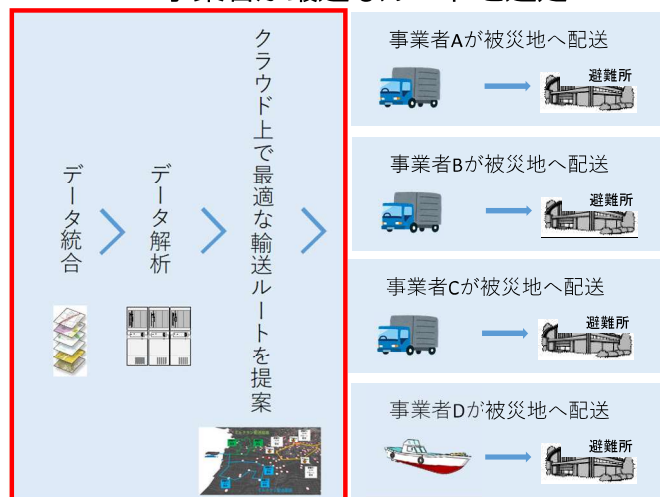 データ統合
データ解析
クラウド上で最適な輸送ルートを提案
事業者Aが被災地へ配送
避難所
事業者Bが被災地へ配送
避難所
事業者Cが被災地へ配送
避難所
事業者Dが被災地へ配送
避難所